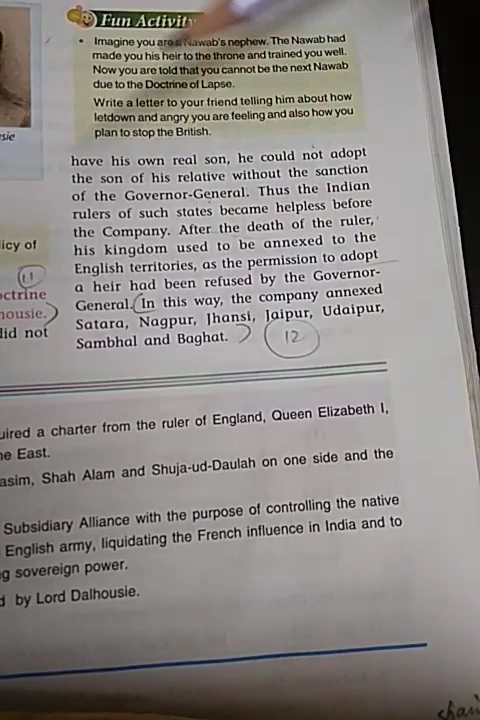 Fun Activity
• Imagine you are a Nawab's nephew. The Nawab had
made you his heir to the throne and trained you well.
Now you are told that you cannot be the next Nawab
due to the Doctrine of Lapse.
Write a letter to your friend telling him about how
letdown and angry you are feeling and also how you
plan to stop the British.
sie
have his own real son, he could not adopt
the son of his relative without the sanction
of the Governor-General. Thus the Indian
rulers of such states became helpless before
the Company. After the death of the ruler,
his kingdom used to be annexed to the
English territories, as the permission to adopt
a heir had been refused by the Governor-
General. (In this way, the company annexed
Satara, Nagpur, Jhansi, Jaipur, Udaipur,
Sambhal and Baghat. ) 12
licy of
11
octrine
housie.)
did not
uired a charter from the ruler of England, Queen Elizabeth I,
he East.
asim, Shah Alam and Shuja-ud-Daulah on one side and the
Subsidiary Alliance with the purpose of controlling the native
English army, liquidating the French influence in India and to
g sovereign power.
d by Lord Dalhousie.